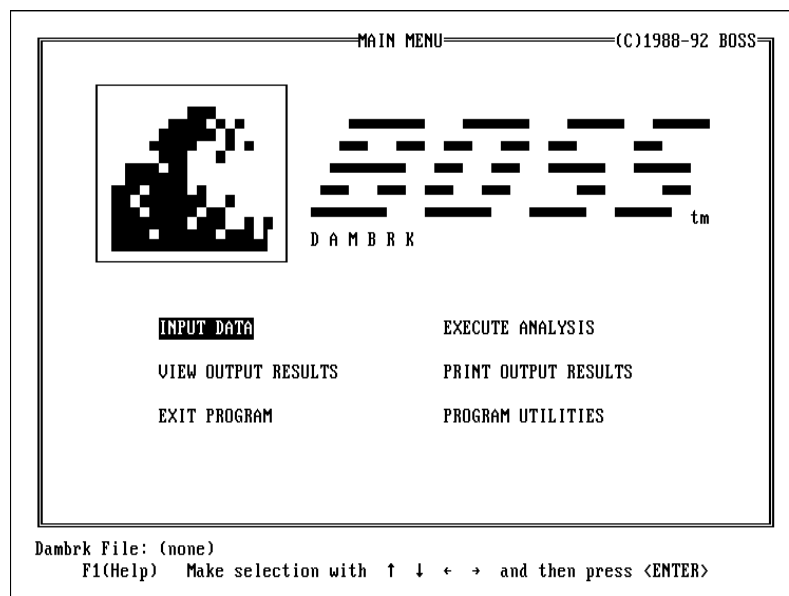 MAIN MENU (C)1988-92 BOSS
BOSS tm
D A M B R K
INPUT DATA EXECUTE ANALYSIS
VIEW OUTPUT RESULTS PRINT OUTPUT RESULTS
EXIT PROGRAM PROGRAM UTILITIES
Dambrk File: (none)
F1(Help) Make selection with ↑ ↓ ← → and then press <ENTER>